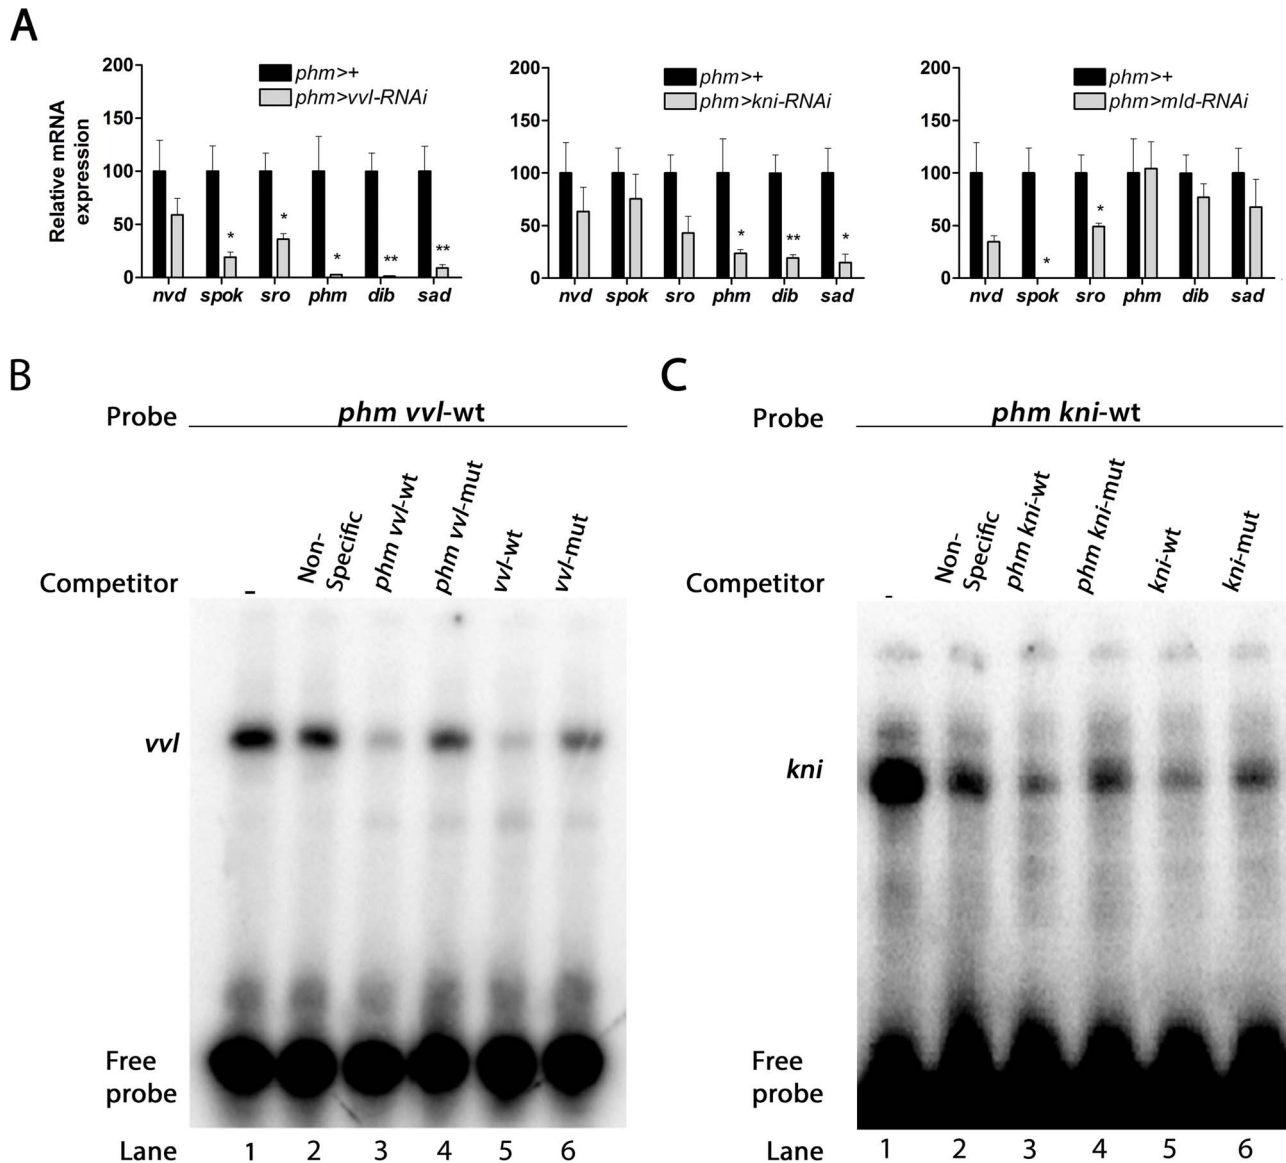 A
Relative mRNA
expression
200
150
100
50
0
phm>+
phm>vvl-RNAi
nvd spok sro phm dib sad
* * * ** **
200
150
100
50
0
phm>+
phm>kni-RNAi
nvd spok sro phm dib sad
* ** *
200
150
100
50
0
phm>+
phm>mld-RNAi
nvd spok sro phm dib sad
* *
B
Probe
phm vvl-wt
Competitor
-
Non-
Specific
phm vvl-wt
phm vvl-mut
vvl-wt
vvl-mut
vvl
Free
probe
Lane 1 2 3 4 5 6
C
Probe
phm kni-wt
Competitor
-
Non-
Specific
phm kni-wt
phm kni-mut
kni-wt
kni-mut
kni
Free
probe
Lane 1 2 3 4 5 6